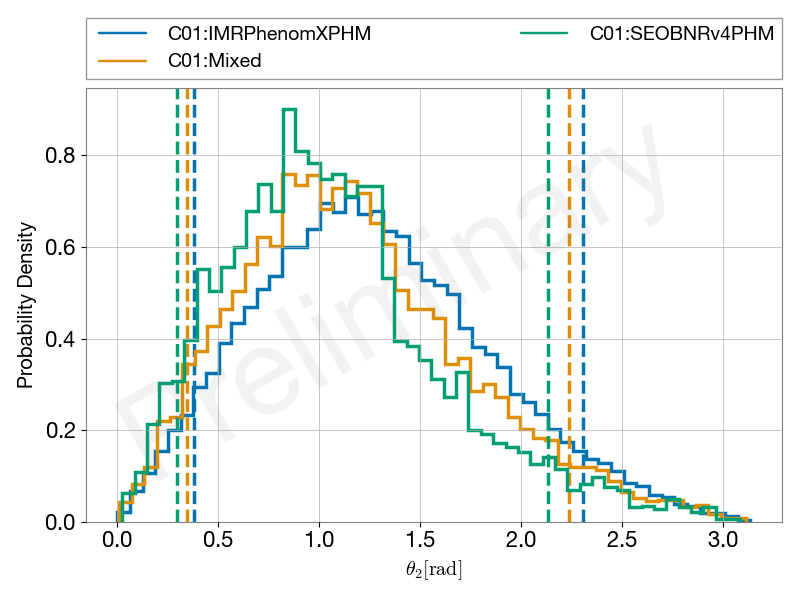 C01:IMRPhenomXPHM
C01:Mixed
C01:SEOBNRv4PHM
Preliminary
Probability Density
0.8
0.6
0.4
0.2
0.0
0.0 0.5 1.0 1.5 2.0 2.5 3.0
θ₂[rad]